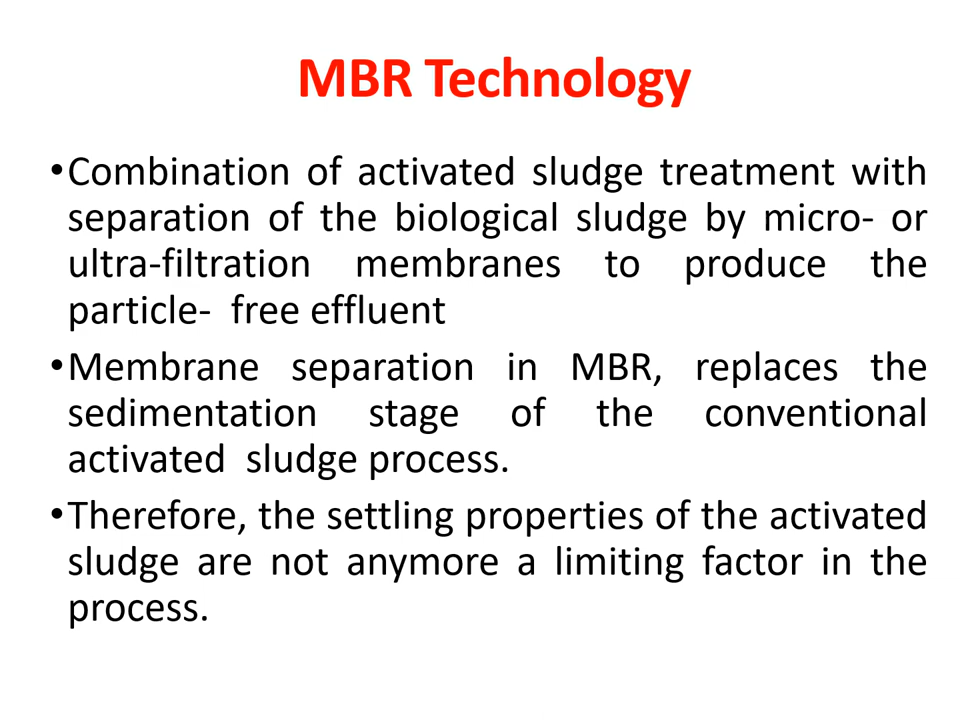 MBR Technology
•Combination of activated sludge treatment with
separation of the biological sludge by micro- or
ultra-filtration membranes to produce the
particle- free effluent
•Membrane separation in MBR, replaces the
sedimentation stage of the conventional
activated sludge process.
•Therefore, the settling properties of the activated
sludge are not anymore a limiting factor in the
process.